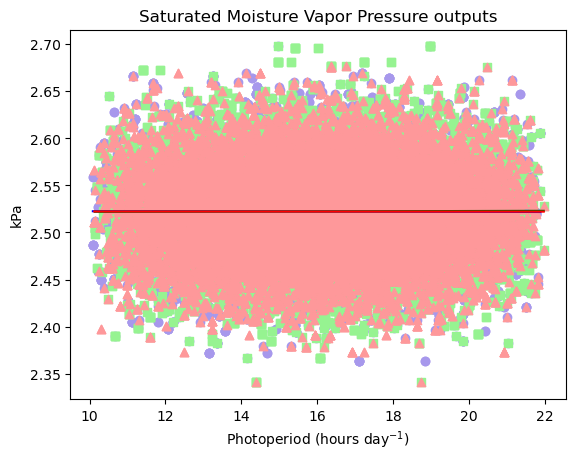 Saturated Moisture Vapor Pressure outputs
2.70
2.65
2.60
2.55
2.50
2.45
2.40
2.35
kPa
10 12 14 16 18 20 22
Photoperiod (hours day⁻¹)